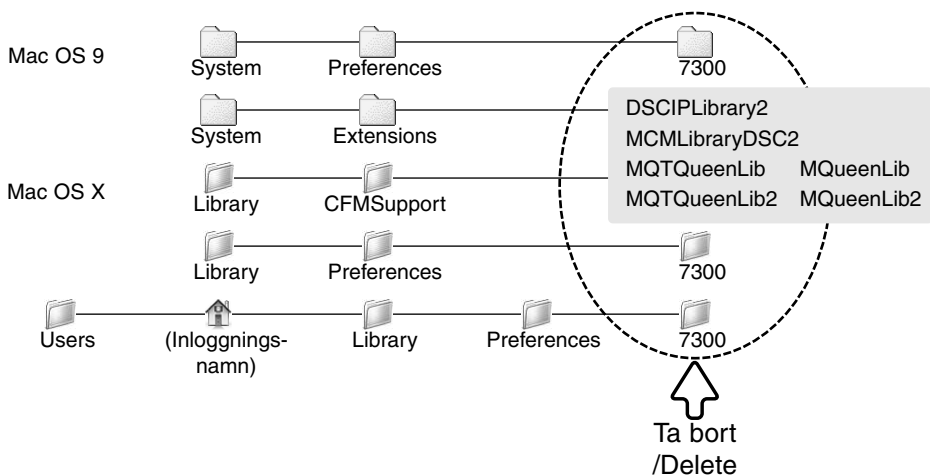 Mac OS 9
System Preferences 7300
System Extensions
DSCIPLibrary2
MCMLibraryDSC2
MQTQueenLib MQueenLib
MQTQueenLib2 MQueenLib2
Mac OS X
Library CFMSupport
Library Preferences 7300
Users (Inloggnings-
namn) Library Preferences 7300
Ta bort
/Delete